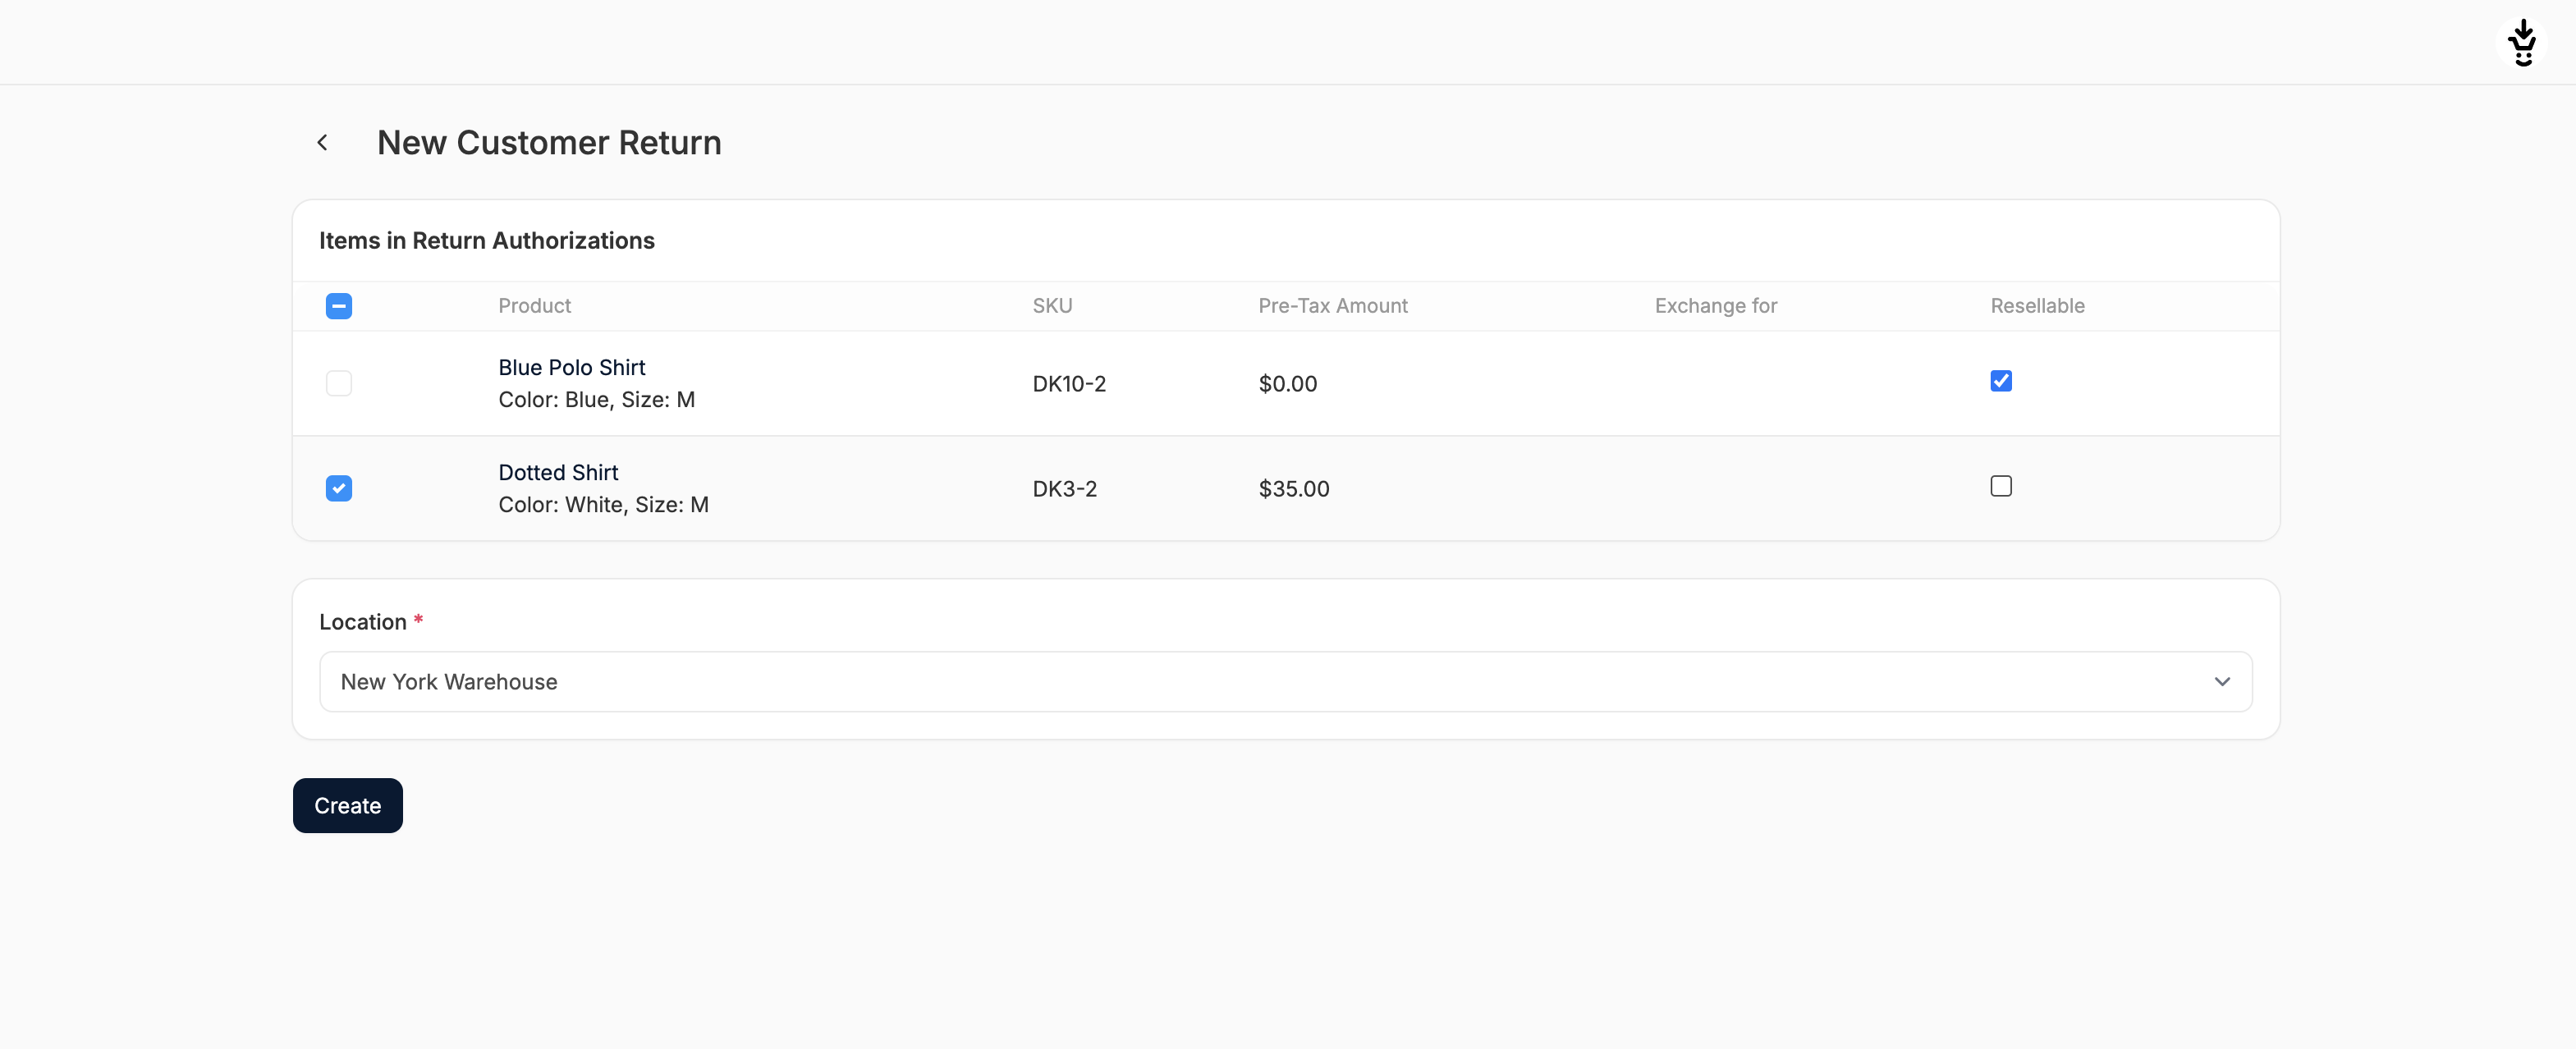 New Customer Return
Items in Return Authorizations
Product SKU Pre-Tax Amount Exchange for Resellable
Blue Polo Shirt
Color: Blue, Size: M
DK10-2 $0.00
Dotted Shirt
Color: White, Size: M
DK3-2 $35.00
Location *
New York Warehouse
Create